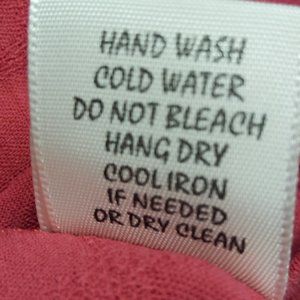 HAND WASH
COLD WATER
DO NOT BLEACH
HANG DRY
COOL IRON
IF NEEDED
OR DRY CLEAN